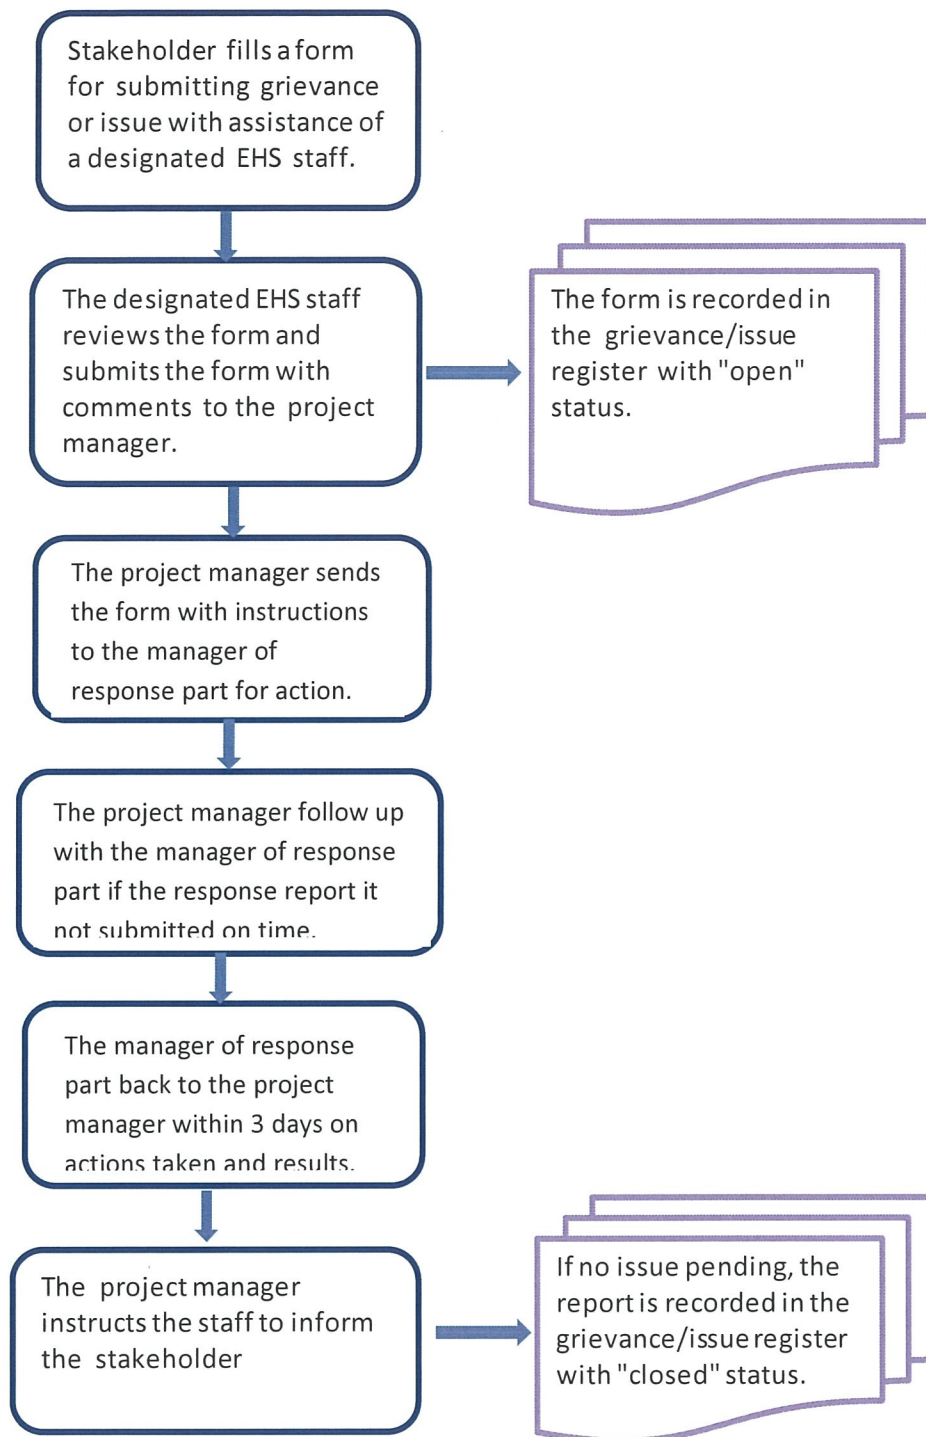 Stakeholder fills a form
for submitting grievance
or issue with assistance of
a designated EHS staff.
The designated EHS staff
reviews the form and
submits the form with
comments to the project
manager.
The form is recorded in
the grievance/issue
register with "open"
status.
The project manager sends
the form with instructions
to the manager of
response part for action.
The project manager follow up
with the manager of response
part if the response report it
not submitted on time.
The manager of response
part back to the project
manager within 3 days on
actions taken and results.
The project manager
instructs the staff to inform
the stakeholder
If no issue pending, the
report is recorded in the
grievance/issue register
with "closed" status.